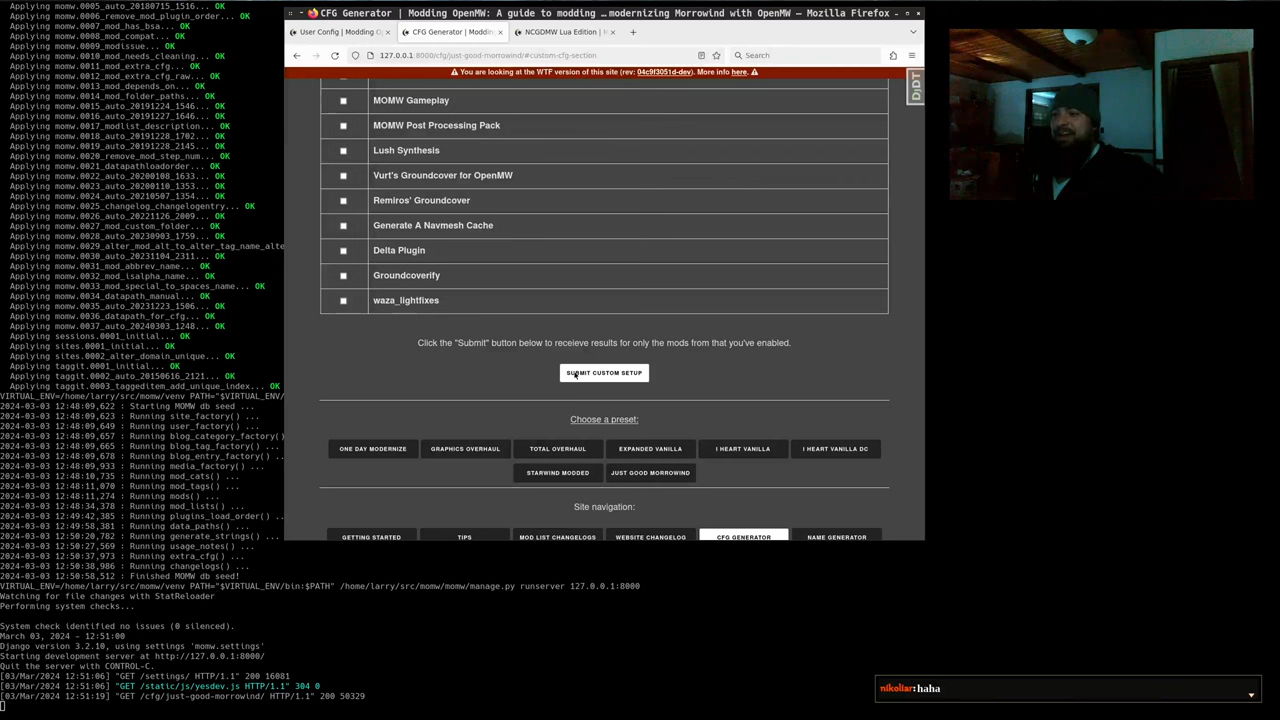 Applying momw.0005_auto_20180715_1516... OK
Applying momw.0006_remove_mod_plugin_order... OK
Applying momw.0007_has_bsa... OK
Applying momw.0008_mod_compat... OK
Applying momw.0009_modissue... OK
Applying momw.0010_mod_needs_cleaning... OK
Applying momw.0011_mod_extra_cfg... OK
Applying momw.0012_mod_extra_cfg_raw... OK
Applying momw.0013_mod_depends_on... OK
Applying momw.0014_mod_folder_paths... OK
Applying momw.0015_auto_20191224_1546... OK
Applying momw.0016_auto_20191227_1646... OK
Applying momw.0017_modlist_description... OK
Applying momw.0018_auto_20191228_1702... OK
Applying momw.0019_auto_20191228_2145... OK
Applying momw.0020_remove_mod_step_num... OK
Applying momw.0021_datapathloadorder... OK
Applying momw.0022_auto_20200108_1633... OK
Applying momw.0023_auto_20200110_1353... OK
Applying momw.0024_auto_20210507_1354... OK
Applying momw.0025_changelog_changelogentry... OK
Applying momw.0026_auto_20221126_2009... OK
Applying momw.0027_mod_custom_folder... OK
Applying momw.0028_auto_20230903_1759... OK
Applying momw.0029_alter_mod_alt_to_alter_tag_name_alte
Applying momw.0030_auto_20231104_2311... OK
Applying momw.0031_mod_abbrev_name... OK
Applying momw.0032_mod_isalpha_name... OK
Applying momw.0033_mod_special_to_spaces_name... OK
Applying momw.0034_datapath_manual... OK
Applying momw.0035_auto_20231223_1506... OK
Applying momw.0036_datapath_for_cfg... OK
Applying momw.0037_auto_20240303_1248... OK
Applying sessions.0001_initial... OK
Applying sites.0001_initial... OK
Applying sites.0002_alter_domain_unique... OK
Applying taggit.0001_initial... OK
Applying taggit.0002_auto_20150616_2121... OK
Applying taggit.0003_taggeditem_add_unique_index... OK
VIRTUAL_ENV=/home/larry/src/momw/venv PATH="$VIRTUAL_ENV/
2024-03-03 12:48:09,622 : Starting MOMW db seed ...
2024-03-03 12:48:09,623 : Running site_factory() ...
2024-03-03 12:48:09,649 : Running user_factory() ...
2024-03-03 12:48:09,657 : Running blog_category_factory()
2024-03-03 12:48:09,665 : Running blog_tag_factory() ...
2024-03-03 12:48:09,678 : Running blog_entry_factory() ...
2024-03-03 12:48:09,933 : Running media_factory() ...
2024-03-03 12:48:10,735 : Running mod_cats() ...
2024-03-03 12:48:11,070 : Running mod_tags() ...
2024-03-03 12:48:11,274 : Running mods() ...
2024-03-03 12:48:34,378 : Running mod_lists() ...
2024-03-03 12:49:42,385 : Running plugins_load_order() ..
2024-03-03 12:49:58,381 : Running data_paths() ...
2024-03-03 12:50:20,782 : Running generate_strings() ...
2024-03-03 12:50:27,569 : Running usage_notes() ...
2024-03-03 12:50:37,973 : Running extra_cfg() ...
2024-03-03 12:50:38,986 : Running changelogs() ...
2024-03-03 12:50:58,512 : Finished MOMW db seed!
VIRTUAL_ENV=/home/larry/src/momw/venv PATH="$VIRTUAL_ENV/bin:$PATH" /home/larry/src/momw/momw/manage.py runserver 127.0.0.1:8000
Watching for file changes with StatReloader
Performing system checks...
System check identified no issues (0 silenced).
March 03, 2024 - 12:51:00
Django version 3.2.10, using settings 'momw.settings'
Starting development server at http://127.0.0.1:8000/
Quit the server with CONTROL-C.
[03/Mar/2024 12:51:06] "GET /settings/ HTTP/1.1" 200 16081
[03/Mar/2024 12:51:06] "GET /static/js/yesdev.js HTTP/1.1" 304 0
[03/Mar/2024 12:51:19] "GET /cfg/just-good-morrowind/ HTTP/1.1" 200 50329
CFG Generator | Modding OpenMW: A guide to modding ...modernizing Morrowind with OpenMW — Mozilla Firefox
User Config | Modding O
CFG Generator | Modding
NCGDMW Lua Edition |
127.0.0.1:8000/cfg/just-good-morrowind/#custom-cfg-section
Search
You are looking at the WTF version of this site (rev: 04c9f3051d-dev). More info here.
DJDT
MOMW Gameplay
MOMW Post Processing Pack
Lush Synthesis
Vurt's Groundcover for OpenMW
Remiros' Groundcover
Generate A Navmesh Cache
Delta Plugin
Groundcoverify
waza_lightfixes
Click the "Submit" button below to receieve results for only the mods from that you've enabled.
SUBMIT CUSTOM SETUP
Choose a preset:
ONE DAY MODERNIZE GRAPHICS OVERHAUL TOTAL OVERHAUL EXPANDED VANILLA I HEART VANILLA I HEART VANILLA DC
STARWIND MODDED JUST GOOD MORROWIND
Site navigation:
GETTING STARTED TIPS MOD LIST CHANGELOGS WEBSITE CHANGELOG CFG GENERATOR NAME GENERATOR
nikoliar: haha